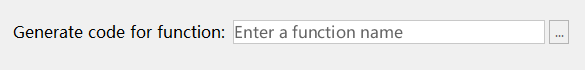 Generate code for function: Enter a function name ...